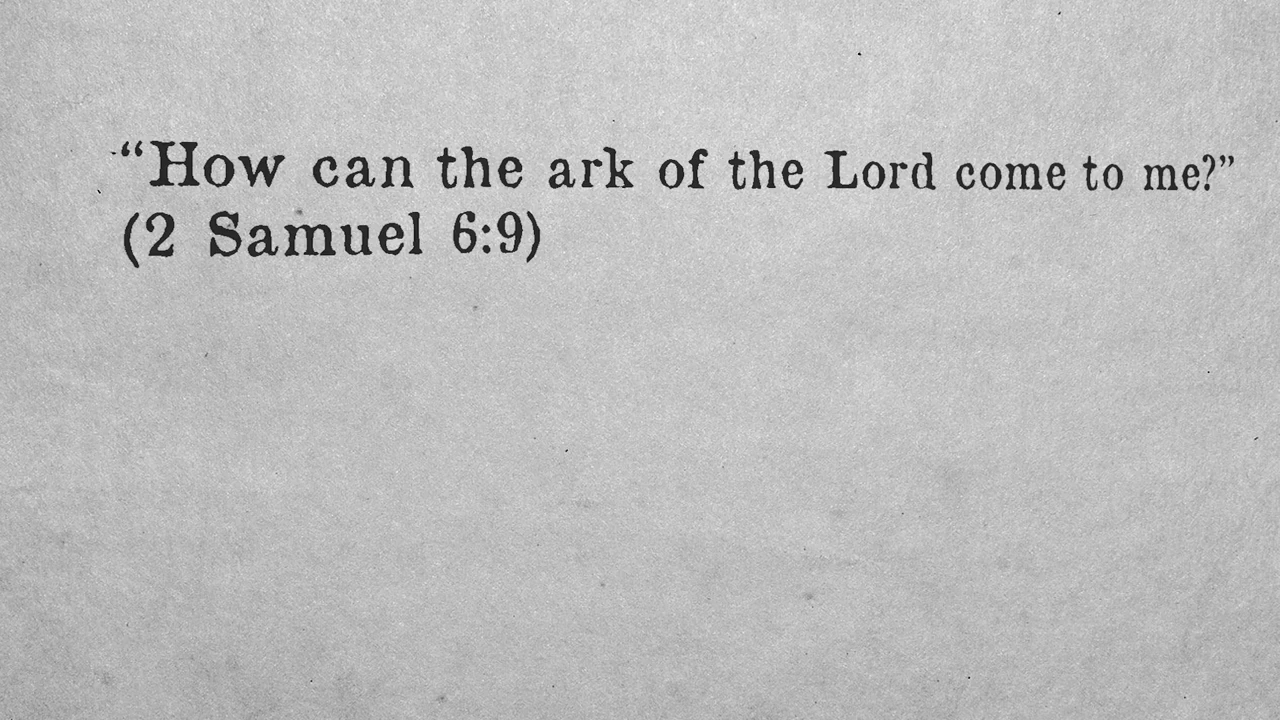 “How can the ark of the Lord come to me?”
(2 Samuel 6:9)